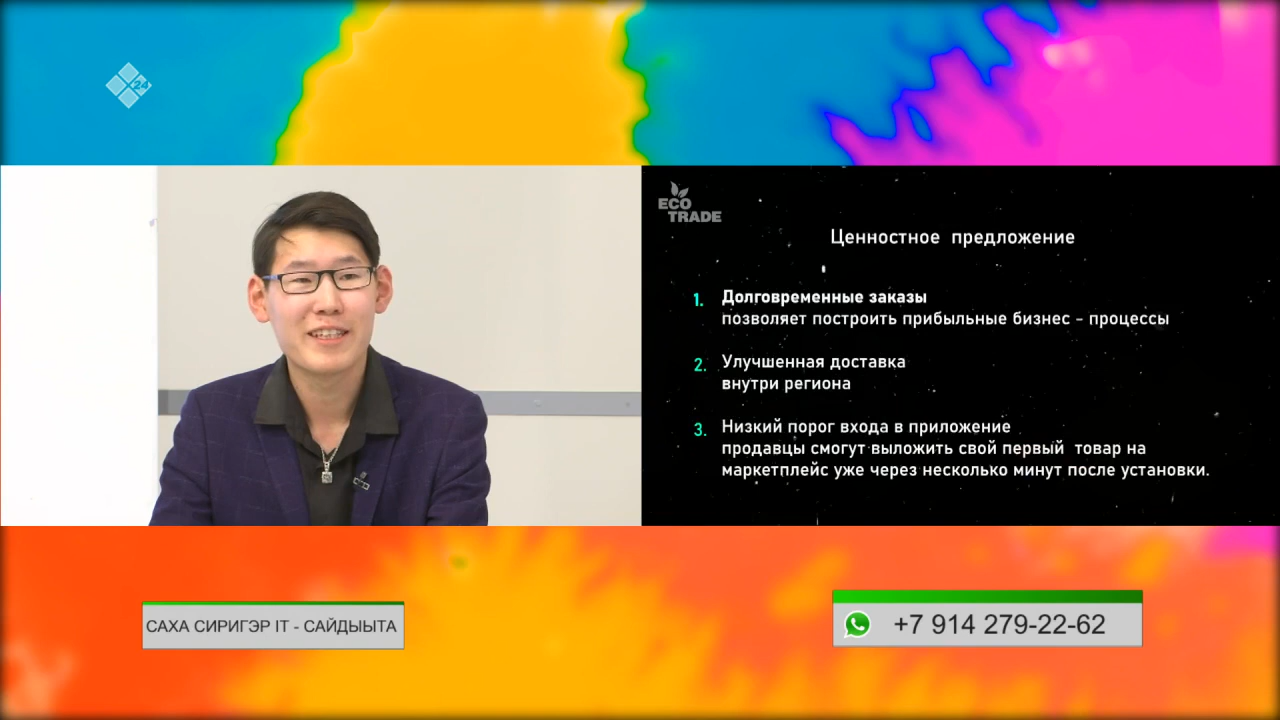 Х24
ECO
TRADE
Ценностное предложение
1. Долговременные заказы
позволяет построить прибыльные бизнес - процессы
2. Улучшенная доставка
внутри региона
3. Низкий порог входа в приложение
продавцы смогут выложить свой первый товар на
маркетплейс уже через несколько минут после установки.
САХА СИРИГЭР IT - САЙДЫЫТА
+7 914 279-22-62